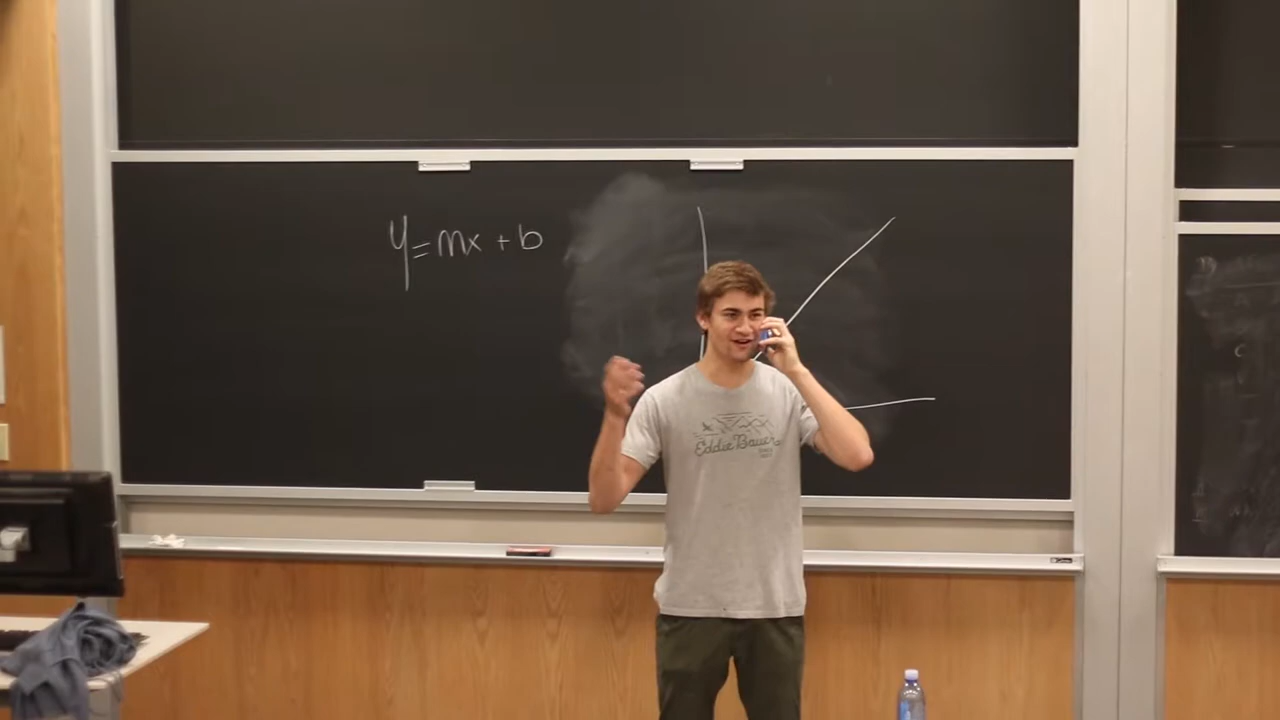 y = mx + b
Eddie Bauer